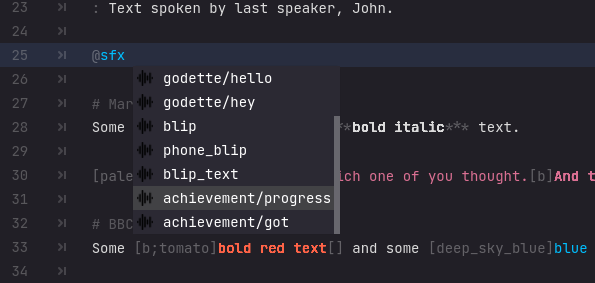 23 : Text spoken by last speaker, John.
24
25 @sfx
godette/hello
26
27 # Mar godette/hey
28 Some blip **bold italic*** text.
29 phone_blip
30 [pale blip_text ich one of you thought.[b]And t
31 achievement/progress
32 # BBC achievement/got
33 Some [b;tomato]bold red text[] and some [deep_sky_blue]blue
34